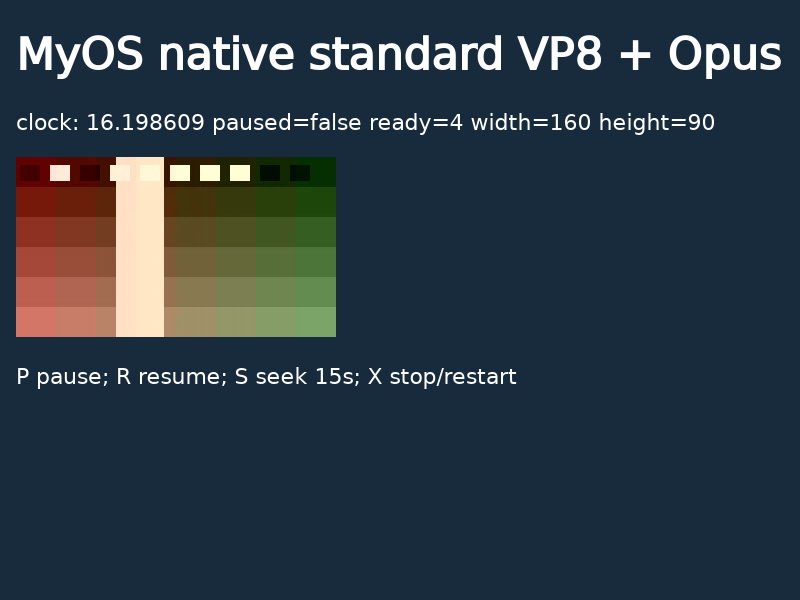 MyOS native standard VP8 + Opus
clock: 16.198609 paused=false ready=4 width=160 height=90
P pause; R resume; S seek 15s; X stop/restart